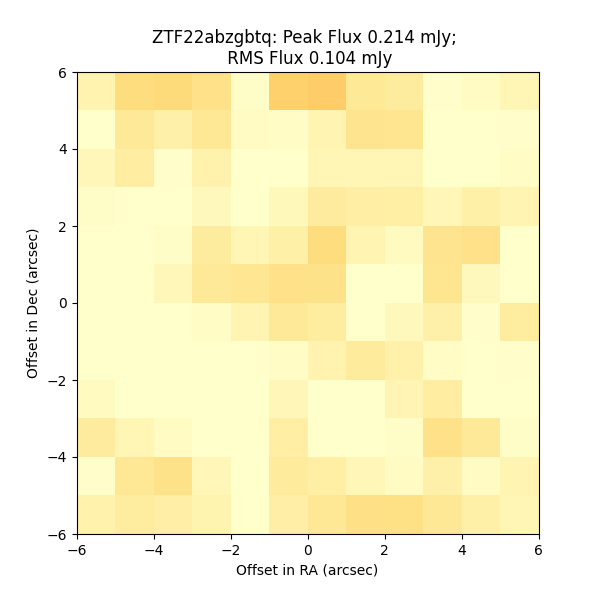 ZTF22abzgbtq: Peak Flux 0.214 mJy;
RMS Flux 0.104 mJy
6
4
2
0
−2
−4
−6
Offset in Dec (arcsec)
−6 −4 −2 0 2 4 6
Offset in RA (arcsec)